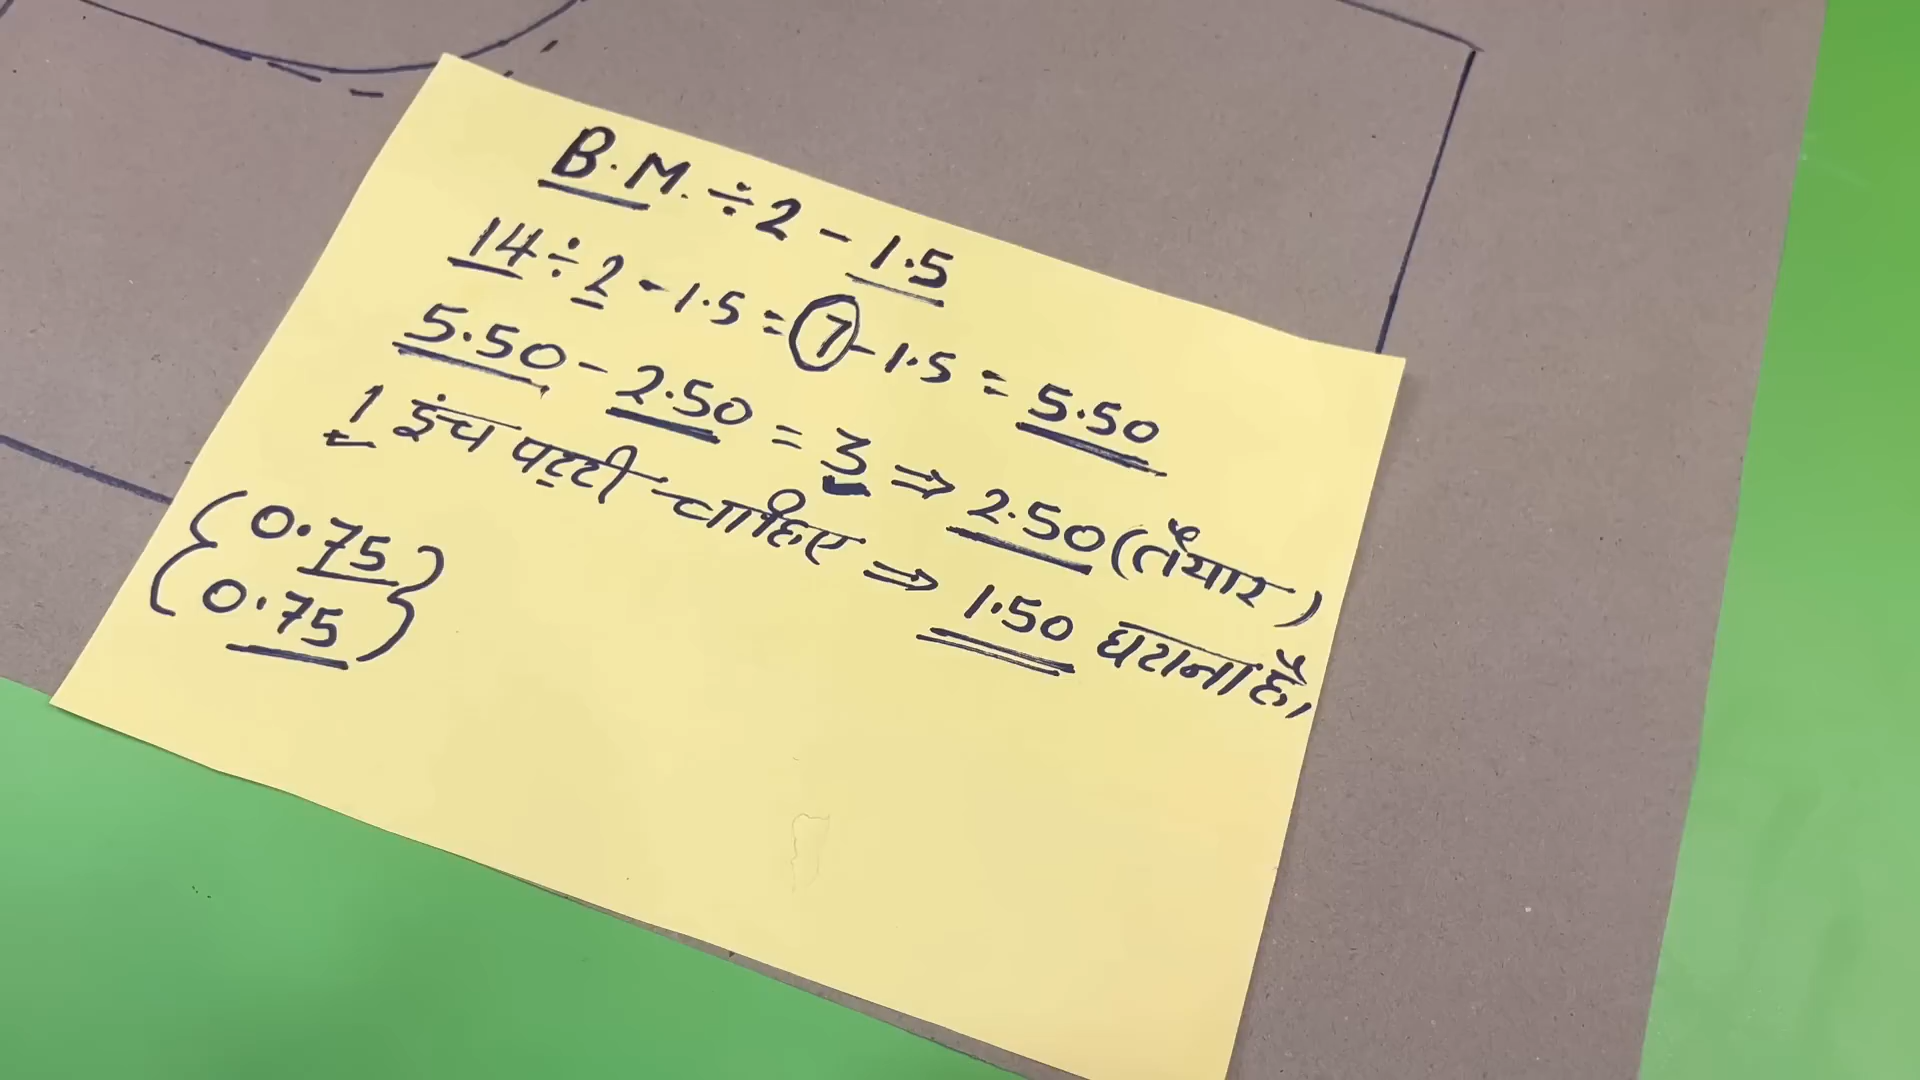 B.M. ÷ 2 - 1.5
14 ÷ 2 - 1.5 = 7 - 1.5 = 5.50
5.50 - 2.50 = 3 ⇒ 2.50 (तैयार)
1 इंच पट्टी चाहिए ⇒ 1.50 घटाना है,
{0.75
0.75}